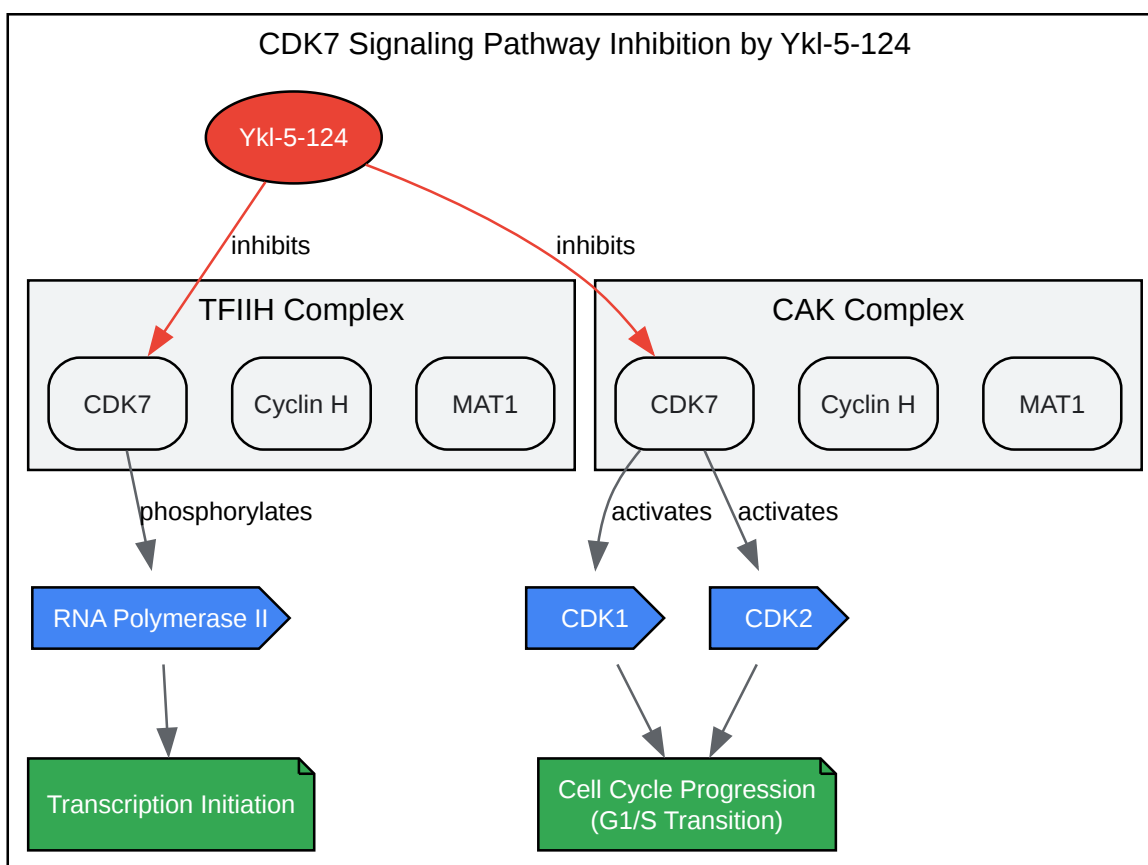 CDK7 Signaling Pathway Inhibition by Ykl-5-124
Ykl-5-124
inhibits
inhibits
TFIIH Complex
CAK Complex
CDK7
Cyclin H
MAT1
CDK7
Cyclin H
MAT1
phosphorylates
activates
activates
RNA Polymerase II
CDK1
CDK2
Transcription Initiation
Cell Cycle Progression
(G1/S Transition)